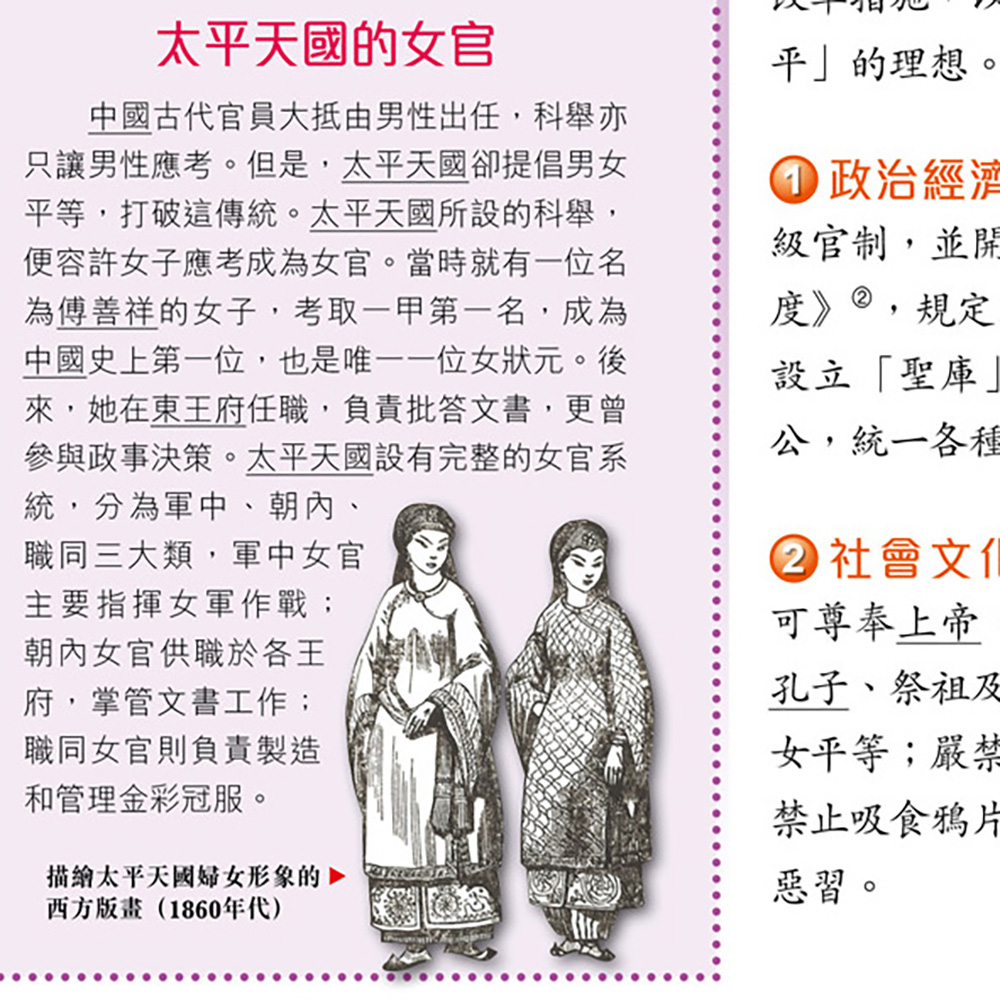 太平天國的女官
中國古代官員大抵由男性出任，科舉亦
只讓男性應考。但是，太平天國卻提倡男女
平等，打破這傳統。太平天國所設的科舉，
便容許女子應考成為女官。當時就有一位名
為傅善祥的女子，考取一甲第一名，成為
中國史上第一位，也是唯一一位女狀元。後
來，她在東王府任職，負責批答文書，更曾
參與政事決策。太平天國設有完整的女官系
統，分為軍中、朝內、
職同三大類，軍中女官
主要指揮女軍作戰；
朝內女官供職於各王
府，掌管文書工作；
職同女官則負責製造
和管理金彩冠服。
描繪太平天國婦女形象的
西方版畫（1860年代）
平」的理想。
1 政治經濟
級官制，並開
度》②，規定
設立「聖庫」
公，統一各種
2 社會文化
可尊奉上帝
孔子、祭祖及
女平等；嚴禁
禁止吸食鴉片
惡習。